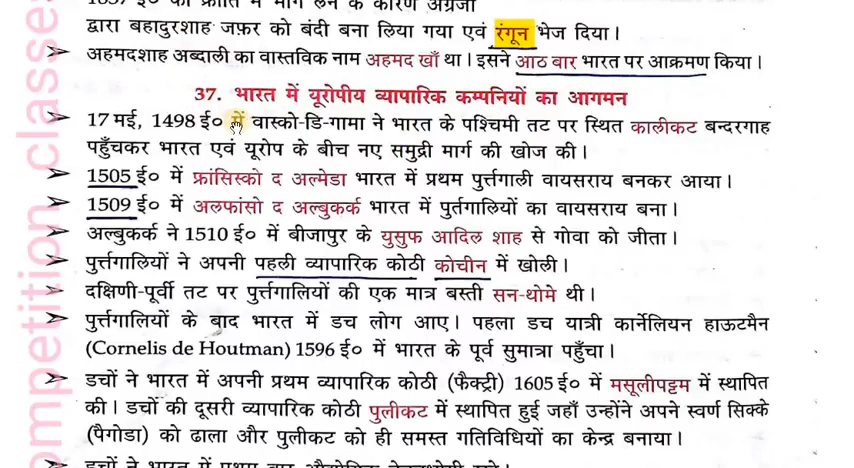 द्वारा बहादुरशाह जफ़र को बंदी बना लिया गया एवं रंगून भेज दिया।
➢ अहमदशाह अब्दाली का वास्तविक नाम अहमद खाँ था। इसने आठ बार भारत पर आक्रमण किया।
37. भारत में यूरोपीय व्यापारिक कम्पनियों का आगमन
➢ 17 मई, 1498 ई० में वास्को-डि-गामा ने भारत के पश्चिमी तट पर स्थित कालीकट बन्दरगाह
पहुँचकर भारत एवं यूरोप के बीच नए समुद्री मार्ग की खोज की।
➢ 1505 ई० में फ्रांसिस्को द अल्मेडा भारत में प्रथम पुर्त्तगाली वायसराय बनकर आया।
➢ 1509 ई० में अलफांसो द अल्बुकर्क भारत में पुर्तगालियों का वायसराय बना।
➢ अल्बुकर्क ने 1510 ई० में बीजापुर के युसुफ आदिल शाह से गोवा को जीता।
➢ पुर्त्तगालियों ने अपनी पहली व्यापारिक कोठी कोचीन में खोली।
➢ दक्षिणी-पूर्वी तट पर पुर्त्तगालियों की एक मात्र बस्ती सन-थोमे थी।
➢ पुर्त्तगालियों के बाद भारत में डच लोग आए। पहला डच यात्री कार्नेलियन हाऊटमैन
(Cornelis de Houtman) 1596 ई० में भारत के पूर्व सुमात्रा पहुँचा।
➢ डचों ने भारत में अपनी प्रथम व्यापारिक कोठी (फैक्ट्री) 1605 ई० में मसूलीपट्टम में स्थापित
की। डचों की दूसरी व्यापारिक कोठी पुलीकट में स्थापित हुई जहाँ उन्होंने अपने स्वर्ण सिक्के
(पैगोडा) को ढाला और पुलीकट को ही समस्त गतिविधियों का केन्द्र बनाया।
competition classes